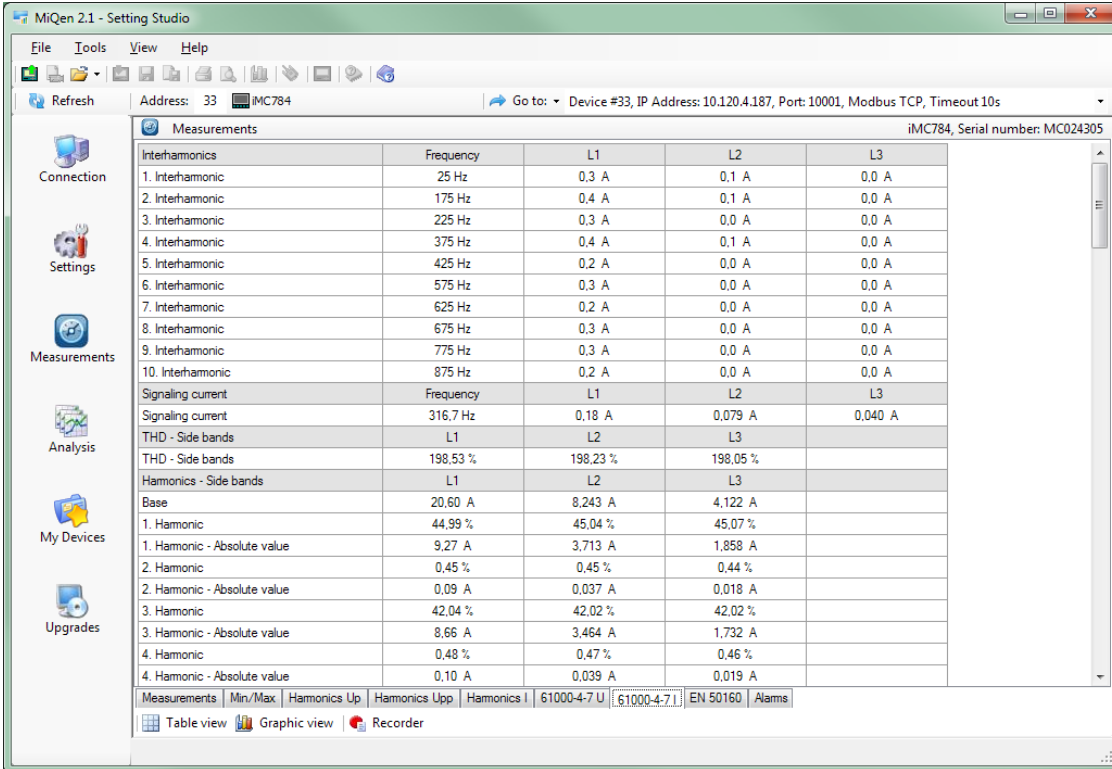 MiQen 2.1 - Setting Studio
File Tools View Help
Refresh Address: 33 iMC784 Go to: Device #33, IP Address: 10.120.4.187, Port: 10001, Modbus TCP, Timeout 10s
Measurements iMC784, Serial number: MC024305
Connection
Settings
Measurements
Analysis
My Devices
Upgrades
Interharmonics Frequency L1 L2 L3
1. Interharmonic 25 Hz 0,3 A 0,1 A 0,0 A
2. Interharmonic 175 Hz 0,4 A 0,1 A 0,0 A
3. Interharmonic 225 Hz 0,3 A 0,0 A 0,0 A
4. Interharmonic 375 Hz 0,4 A 0,1 A 0,0 A
5. Interharmonic 425 Hz 0,2 A 0,0 A 0,0 A
6. Interharmonic 575 Hz 0,3 A 0,0 A 0,0 A
7. Interharmonic 625 Hz 0,2 A 0,0 A 0,0 A
8. Interharmonic 675 Hz 0,3 A 0,0 A 0,0 A
9. Interharmonic 775 Hz 0,3 A 0,0 A 0,0 A
10. Interharmonic 875 Hz 0,2 A 0,0 A 0,0 A
Signaling current Frequency L1 L2 L3
Signaling current 316,7 Hz 0,18 A 0,079 A 0,040 A
THD - Side bands L1 L2 L3
THD - Side bands 198,53 % 198,23 % 198,05 %
Harmonics - Side bands L1 L2 L3
Base 20,60 A 8,243 A 4,122 A
1. Harmonic 44,99 % 45,04 % 45,07 %
1. Harmonic - Absolute value 9,27 A 3,713 A 1,858 A
2. Harmonic 0,45 % 0,45 % 0,44 %
2. Harmonic - Absolute value 0,09 A 0,037 A 0,018 A
3. Harmonic 42,04 % 42,02 % 42,02 %
3. Harmonic - Absolute value 8,66 A 3,464 A 1,732 A
4. Harmonic 0,48 % 0,47 % 0,46 %
4. Harmonic - Absolute value 0,10 A 0,039 A 0,019 A
Measurements Min/Max Harmonics Up Harmonics Upp Harmonics I 61000-4-7 U 61000-4-7 I EN 50160 Alarms
Table view Graphic view Recorder